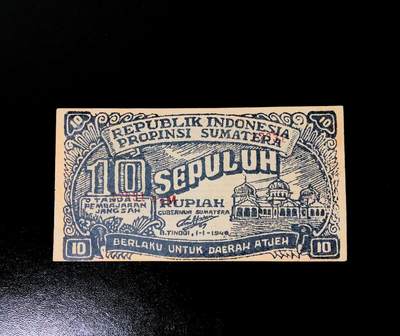 10 10
REPUBLIK INDONESIA
PROPINSI SUMATERA
10 SEPULUH
RUPIAH
TANDA
PEMBAJARAN
JANG SAH
GUBERNUR SUMATERA
B. TINGGI, 1-1-1948
BERLAKU UNTUK DAERAH ATJEH
10 10